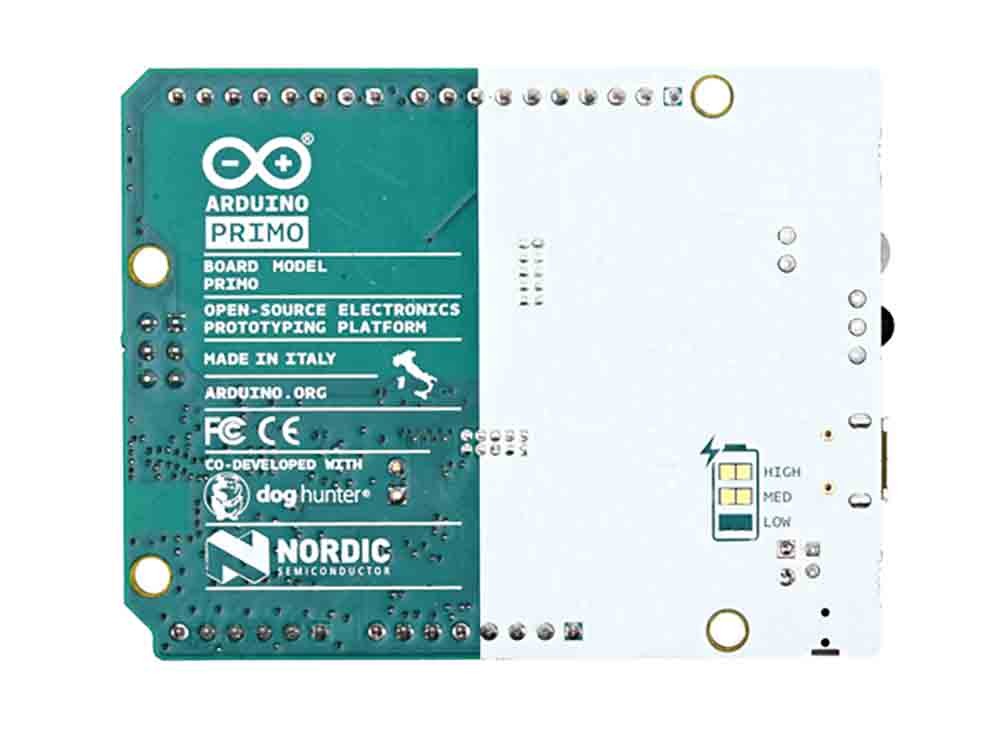 ARDUINO®
PRIMO
BOARD MODEL
PRIMO
OPEN-SOURCE ELECTRONICS
PROTOTYPING PLATFORM
MADE IN ITALY
ARDUINO.ORG
FC CE
CO-DEVELOPED WITH
dog hunter®
NORDIC
SEMICONDUCTOR
HIGH
MED
LOW